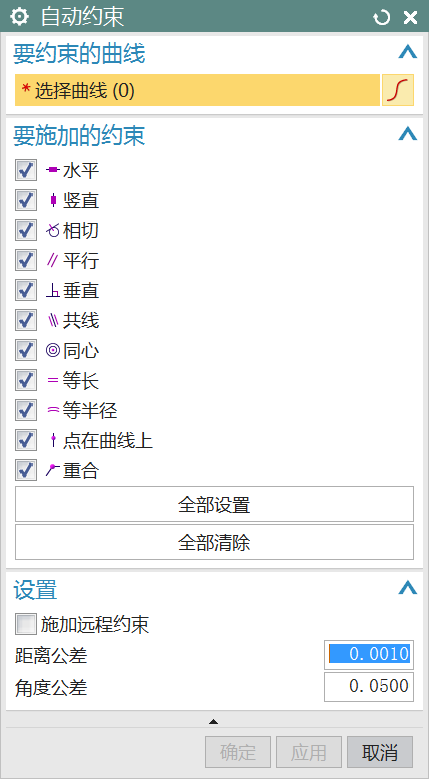 自动约束
要约束的曲线
* 选择曲线 (0)
要施加的约束
水平
竖直
相切
平行
垂直
共线
同心
等长
等半径
点在曲线上
重合
全部设置
全部清除
设置
施加远程约束
距离公差 0.0010
角度公差 0.0500
确定 应用 取消